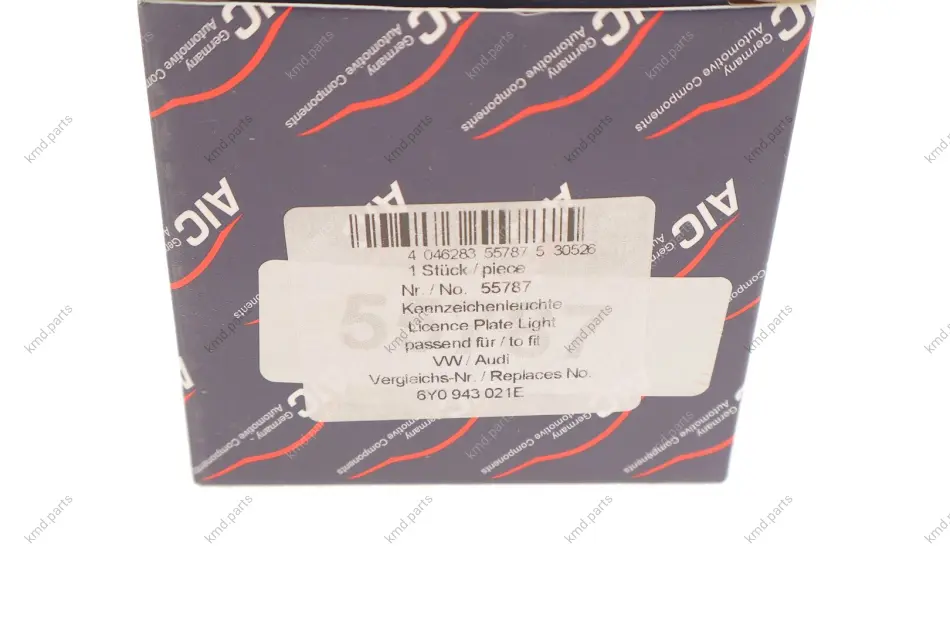 AIC
Germany
Automotive Components
4 046283 55787 5 30526
1 Stück / piece
Nr. / No. 55787
Kennzeichenleuchte
Licence Plate Light
passend für / to fit
VW / Audi
Vergleichs-Nr. / Replaces No.
6Y0 943 021E
kmd.parts